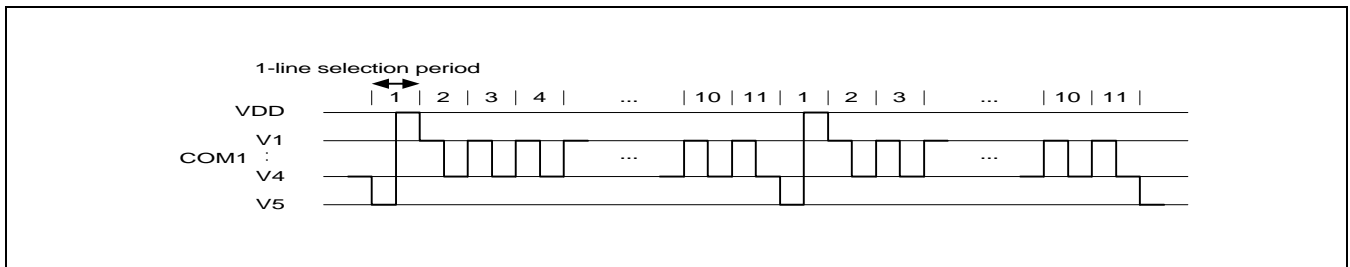 1-line selection period
| 1 | 2 | 3 | 4 | ... | 10 | 11 | 1 | 2 | 3 | ... | 10 | 11 |
VDD
V1
COM1 : ... ...
V4
V5